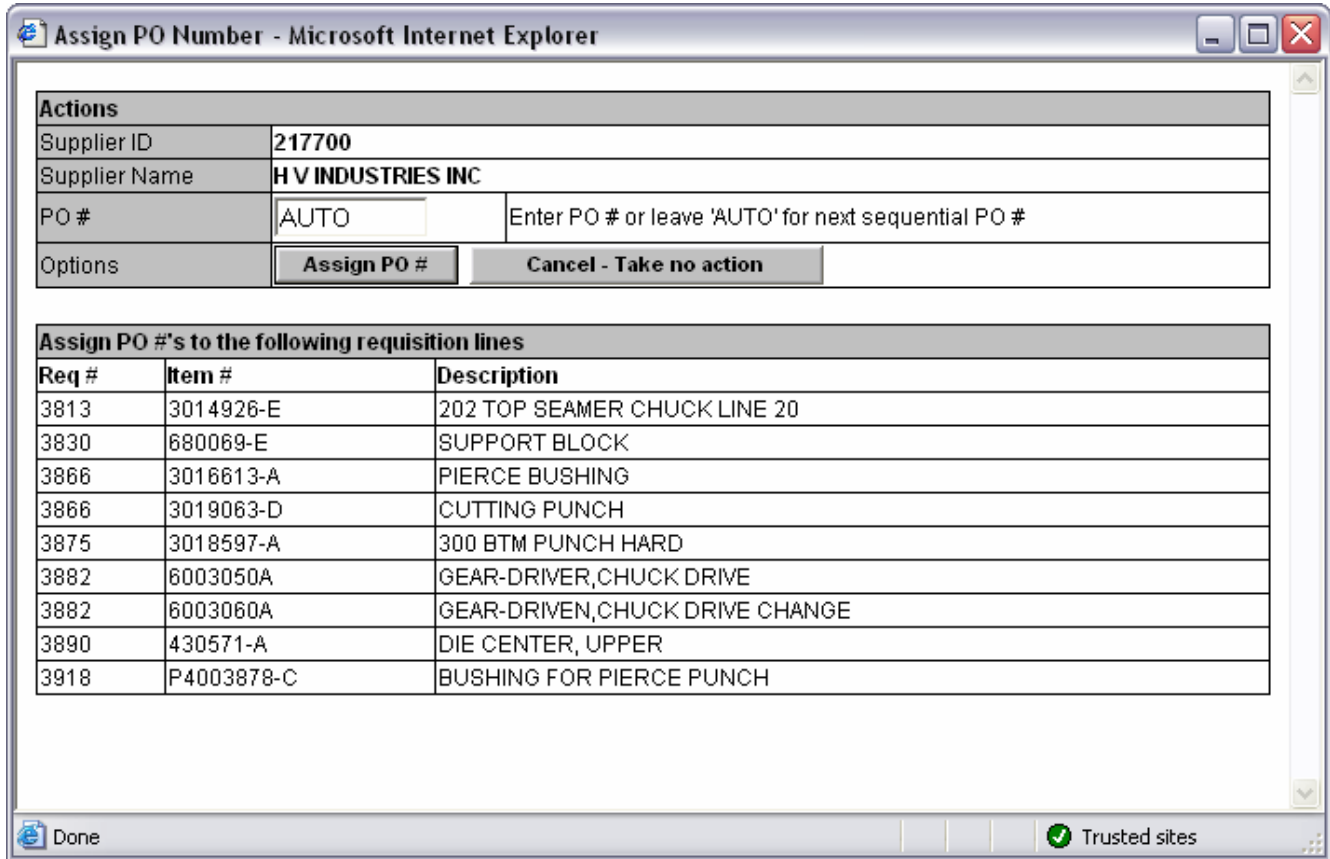 Assign PO Number - Microsoft Internet Explorer
Actions
Supplier ID 217700
Supplier Name H V INDUSTRIES INC
PO # AUTO Enter PO # or leave 'AUTO' for next sequential PO #
Options Assign PO # Cancel - Take no action
Assign PO #'s to the following requisition lines
Req # Item # Description
3813 3014926-E 202 TOP SEAMER CHUCK LINE 20
3830 680069-E SUPPORT BLOCK
3866 3016613-A PIERCE BUSHING
3866 3019063-D CUTTING PUNCH
3875 3018597-A 300 BTM PUNCH HARD
3882 6003050A GEAR-DRIVER,CHUCK DRIVE
3882 6003060A GEAR-DRIVEN,CHUCK DRIVE CHANGE
3890 430571-A DIE CENTER, UPPER
3918 P4003878-C BUSHING FOR PIERCE PUNCH
Done Trusted sites